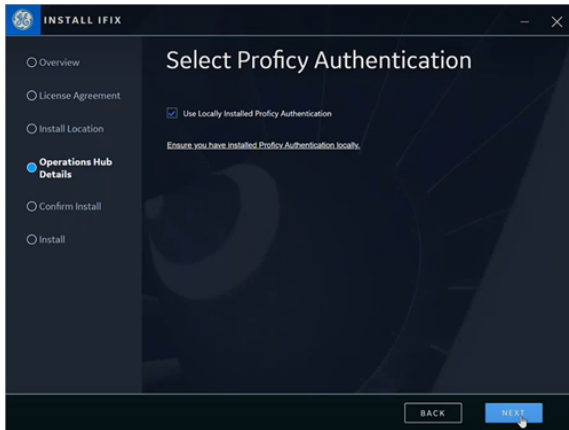 INSTALL IFIX
Overview
License Agreement
Install Location
Operations Hub
Details
Confirm Install
Install
Select Proficy Authentication
Use Locally Installed Proficy Authentication
Ensure you have installed Proficy Authentication locally.
BACK
NEXT